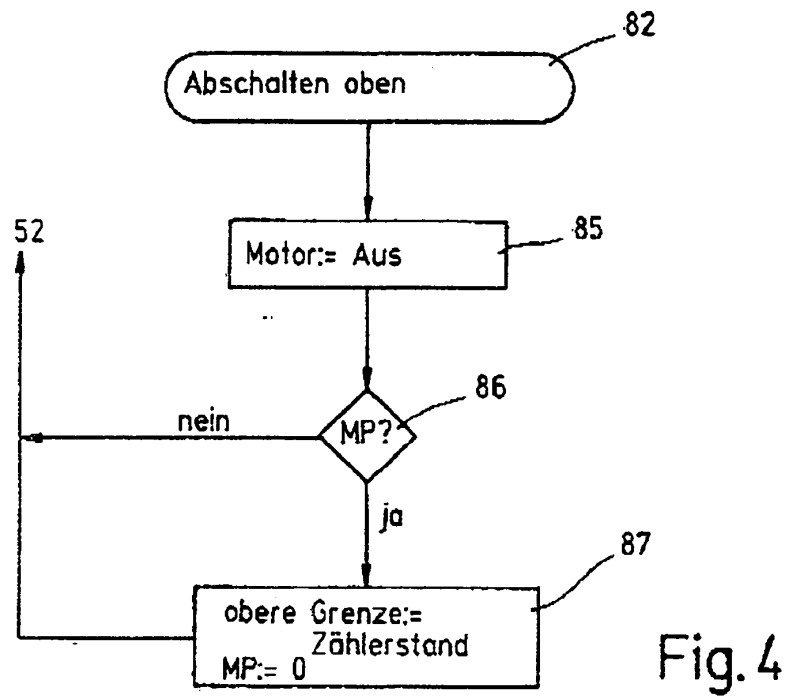 82
Abschalten oben
52
85
Motor:= Aus
86
nein
MP?
ja
87
obere Grenze:=
Zählerstand
MP:= 0
Fig. 4